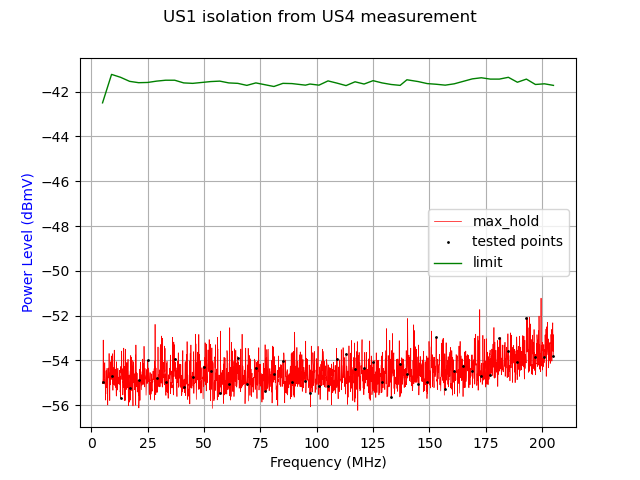 US1 isolation from US4 measurement
−42
−44
−46
−48
−50
−52
−54
−56
Power Level (dBmV)
max_hold
tested points
limit
0 25 50 75 100 125 150 175 200
Frequency (MHz)